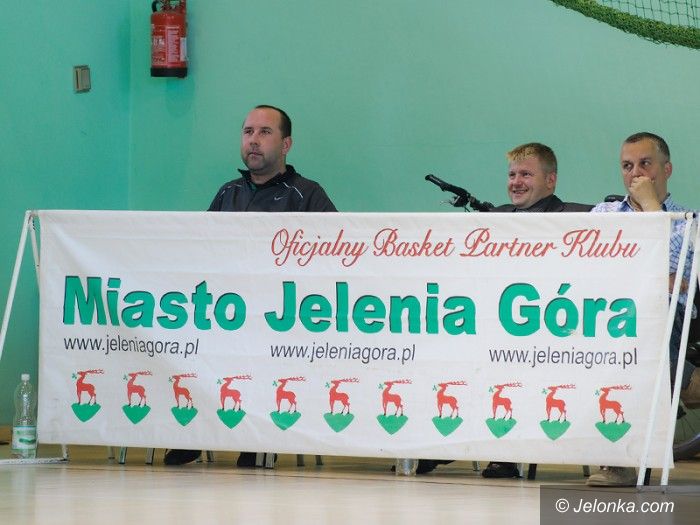 Oficjalny Basket Partner Klubu
Miasto Jelenia Góra
www.jeleniagora.pl www.jeleniagora.pl www.jeleniagora.pl
© Jelonka.com